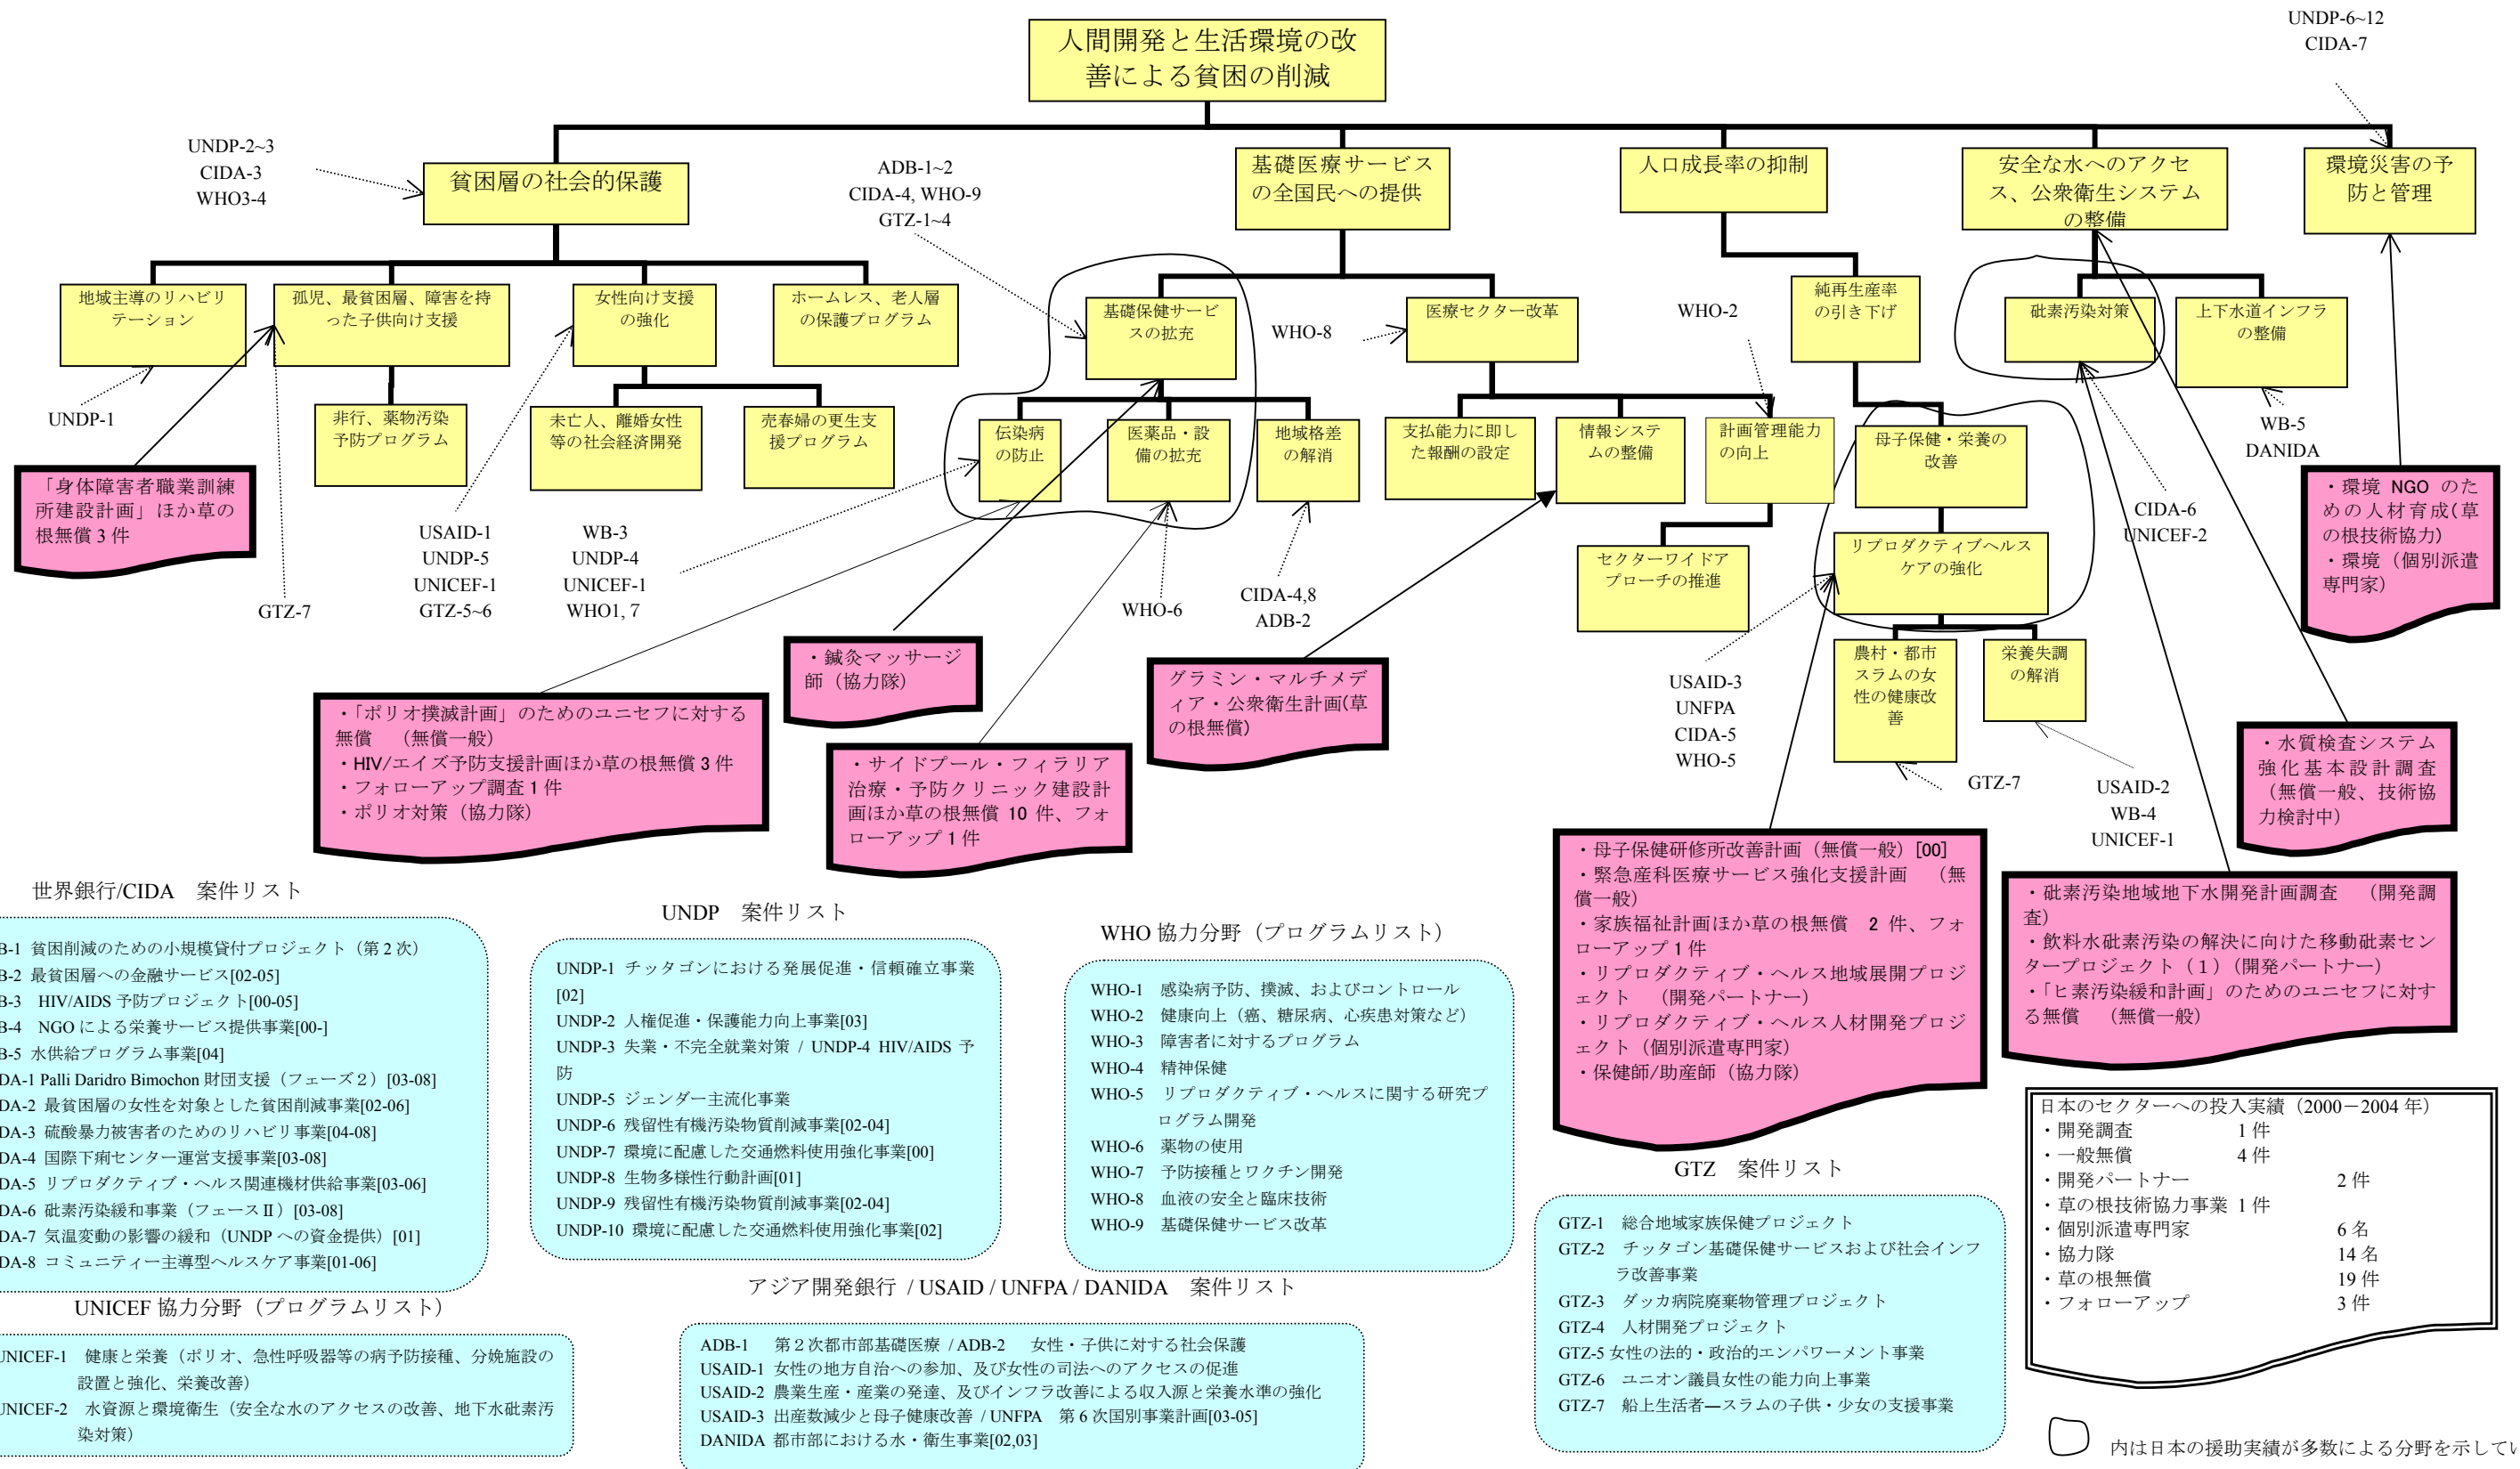 人間開発と生活環境の改
善による貧困の削減
UNDP-6~12
CIDA-7
UNDP-2~3
CIDA-3
WHO3-4
貧困層の社会的保護
ADB-1~2
CIDA-4, WHO-9
GTZ-1~4
基礎医療サービス
の全国民への提供
人口成長率の抑制
安全な水へのアクセ
ス、公衆衛生システム
の整備
環境災害の予
防と管理
地域主導のリハビリ
テーション
孤児、最貧困層、障害を持
った子供向け支援
女性向け支援
の強化
ホームレス、老人層
の保護プログラム
基礎保健サービ
スの拡充
WHO-8
医療セクター改革
WHO-2
純再生産率
の引き下げ
砒素汚染対策
上下水道インフラ
の整備
UNDP-1
非行、薬物汚染
予防プログラム
未亡人、離婚女性
等の社会経済開発
売春婦の更生支
援プログラム
伝染病
の防止
医薬品・設
備の拡充
地域格差
の解消
支払能力に即し
た報酬の設定
情報システ
ムの整備
計画管理能力
の向上
母子保健・栄養の
改善
WB-5
DANIDA
「身体障害者職業訓練
所建設計画」ほか草の
根無償 3 件
GTZ-7
USAID-1
UNDP-5
UNICEF-1
GTZ-5~6
WB-3
UNDP-4
UNICEF-1
WHO1, 7
WHO-6
CIDA-4,8
ADB-2
セクターワイドア
プローチの推進
リプロダクティブヘルス
ケアの強化
CIDA-6
UNICEF-2
・環境 NGO のた
めの人材育成(草
の根技術協力)
・環境（個別派遣
専門家）
・鍼灸マッサージ
師（協力隊）
グラミン・マルチメデ
ィア・公衆衛生計画(草
の根無償)
USAID-3
UNFPA
CIDA-5
WHO-5
農村・都市
スラムの女
性の健康改
善
栄養失調
の解消
GTZ-7
USAID-2
WB-4
UNICEF-1
・「ポリオ撲滅計画」のためのユニセフに対する
無償　（無償一般）
・HIV/エイズ予防支援計画ほか草の根無償 3 件
・フォローアップ調査 1 件
・ポリオ対策（協力隊）
・サイドプール・フィラリア
治療・予防クリニック建設計
画ほか草の根無償 10 件、フォ
ローアップ 1 件
・水質検査システム
強化基本設計調査
（無償一般、技術協
力検討中）
・母子保健研修所改善計画（無償一般）[00]
・緊急産科医療サービス強化支援計画　（無
償一般）
・家族福祉計画ほか草の根無償　2 件、フォ
ローアップ 1 件
・リプロダクティブ・ヘルス地域展開プロジ
ェクト　（開発パートナー）
・リプロダクティブ・ヘルス人材開発プロジ
ェクト（個別派遣専門家）
・保健師/助産師（協力隊）
・砒素汚染地域地下水開発計画調査　（開発調
査）
・飲料水砒素汚染の解決に向けた移動砒素セン
タープロジェクト（１）（開発パートナー）
・「ヒ素汚染緩和計画」のためのユニセフに対す
る無償　（無償一般）
世界銀行/CIDA　案件リスト
B-1 貧困削減のための小規模貸付プロジェクト（第 2 次）
B-2 最貧困層への金融サービス[02-05]
B-3　HIV/AIDS 予防プロジェクト[00-05]
B-4　NGO による栄養サービス提供事業[00-]
B-5 水供給プログラム事業[04]
DA-1 Palli Daridro Bimochon 財団支援（フェーズ２）[03-08]
DA-2 最貧困層の女性を対象とした貧困削減事業[02-06]
DA-3 硫酸暴力被害者のためのリハビリ事業[04-08]
DA-4 国際下痢センター運営支援事業[03-08]
DA-5 リプロダクティブ・ヘルス関連機材供給事業[03-06]
DA-6 砒素汚染緩和事業（フェースⅡ）[03-08]
DA-7 気温変動の影響の緩和（UNDP への資金提供）[01]
DA-8 コミュニティー主導型ヘルスケア事業[01-06]
UNDP　案件リスト
UNDP-1 チッタゴンにおける発展促進・信頼確立事業
[02]
UNDP-2 人権促進・保護能力向上事業[03]
UNDP-3 失業・不完全就業対策 / UNDP-4 HIV/AIDS 予
防
UNDP-5 ジェンダー主流化事業
UNDP-6 残留性有機汚染物質削減事業[02-04]
UNDP-7 環境に配慮した交通燃料使用強化事業[00]
UNDP-8 生物多様性行動計画[01]
UNDP-9 残留性有機汚染物質削減事業[02-04]
UNDP-10 環境に配慮した交通燃料使用強化事業[02]
WHO 協力分野（プログラムリスト）
WHO-1　感染病予防、撲滅、およびコントロール
WHO-2　健康向上（癌、糖尿病、心疾患対策など）
WHO-3　障害者に対するプログラム
WHO-4　精神保健
WHO-5　リプロダクティブ・ヘルスに関する研究プ
ログラム開発
WHO-6　薬物の使用
WHO-7　予防接種とワクチン開発
WHO-8　血液の安全と臨床技術
WHO-9　基礎保健サービス改革
GTZ　案件リスト
GTZ-1　総合地域家族保健プロジェクト
GTZ-2　チッタゴン基礎保健サービスおよび社会インフ
ラ改善事業
GTZ-3　ダッカ病院廃棄物管理プロジェクト
GTZ-4　人材開発プロジェクト
GTZ-5 女性の法的・政治的エンパワーメント事業
GTZ-6　ユニオン議員女性の能力向上事業
GTZ-7　船上生活者―スラムの子供・少女の支援事業
日本のセクターへの投入実績（2000－2004 年）
・開発調査　1 件
・一般無償　4 件
・開発パートナー　2 件
・草の根技術協力事業 1 件
・個別派遣専門家　6 名
・協力隊　14 名
・草の根無償　19 件
・フォローアップ　3 件
UNICEF 協力分野（プログラムリスト）
UNICEF-1　健康と栄養（ポリオ、急性呼吸器等の病予防接種、分娩施設の
設置と強化、栄養改善）
UNICEF-2　水資源と環境衛生（安全な水のアクセスの改善、地下水砒素汚
染対策）
アジア開発銀行 / USAID / UNFPA / DANIDA　案件リスト
ADB-1　第２次都市部基礎医療 / ADB-2　女性・子供に対する社会保護
USAID-1 女性の地方自治への参加、及び女性の司法へのアクセスの促進
USAID-2 農業生産・産業の発達、及びインフラ改善による収入源と栄養水準の強化
USAID-3 出産数減少と母子健康改善 / UNFPA　第 6 次国別事業計画[03-05]
DANIDA 都市部における水・衛生事業[02,03]
内は日本の援助実績が多数による分野を示してい